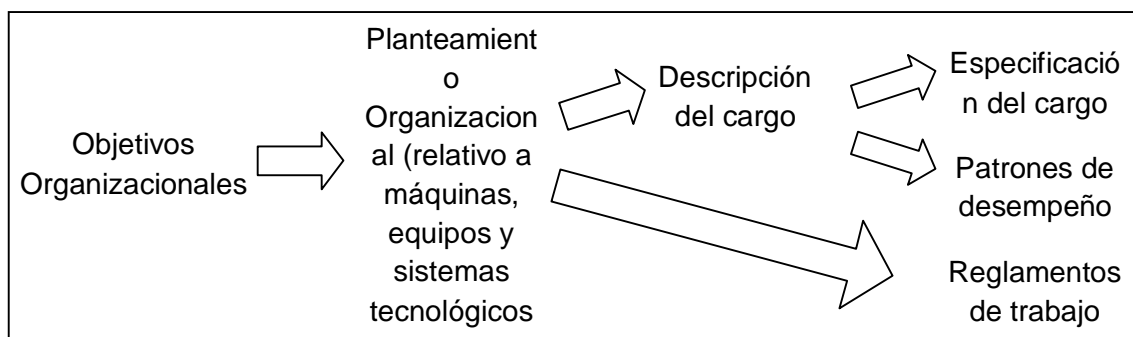 Objetivos
Organizacionales
Planteamient
o
Organizacion
al (relativo a
máquinas,
equipos y
sistemas
tecnológicos
Descripción
del cargo
Especificació
n del cargo
Patrones de
desempeño
Reglamentos
de trabajo